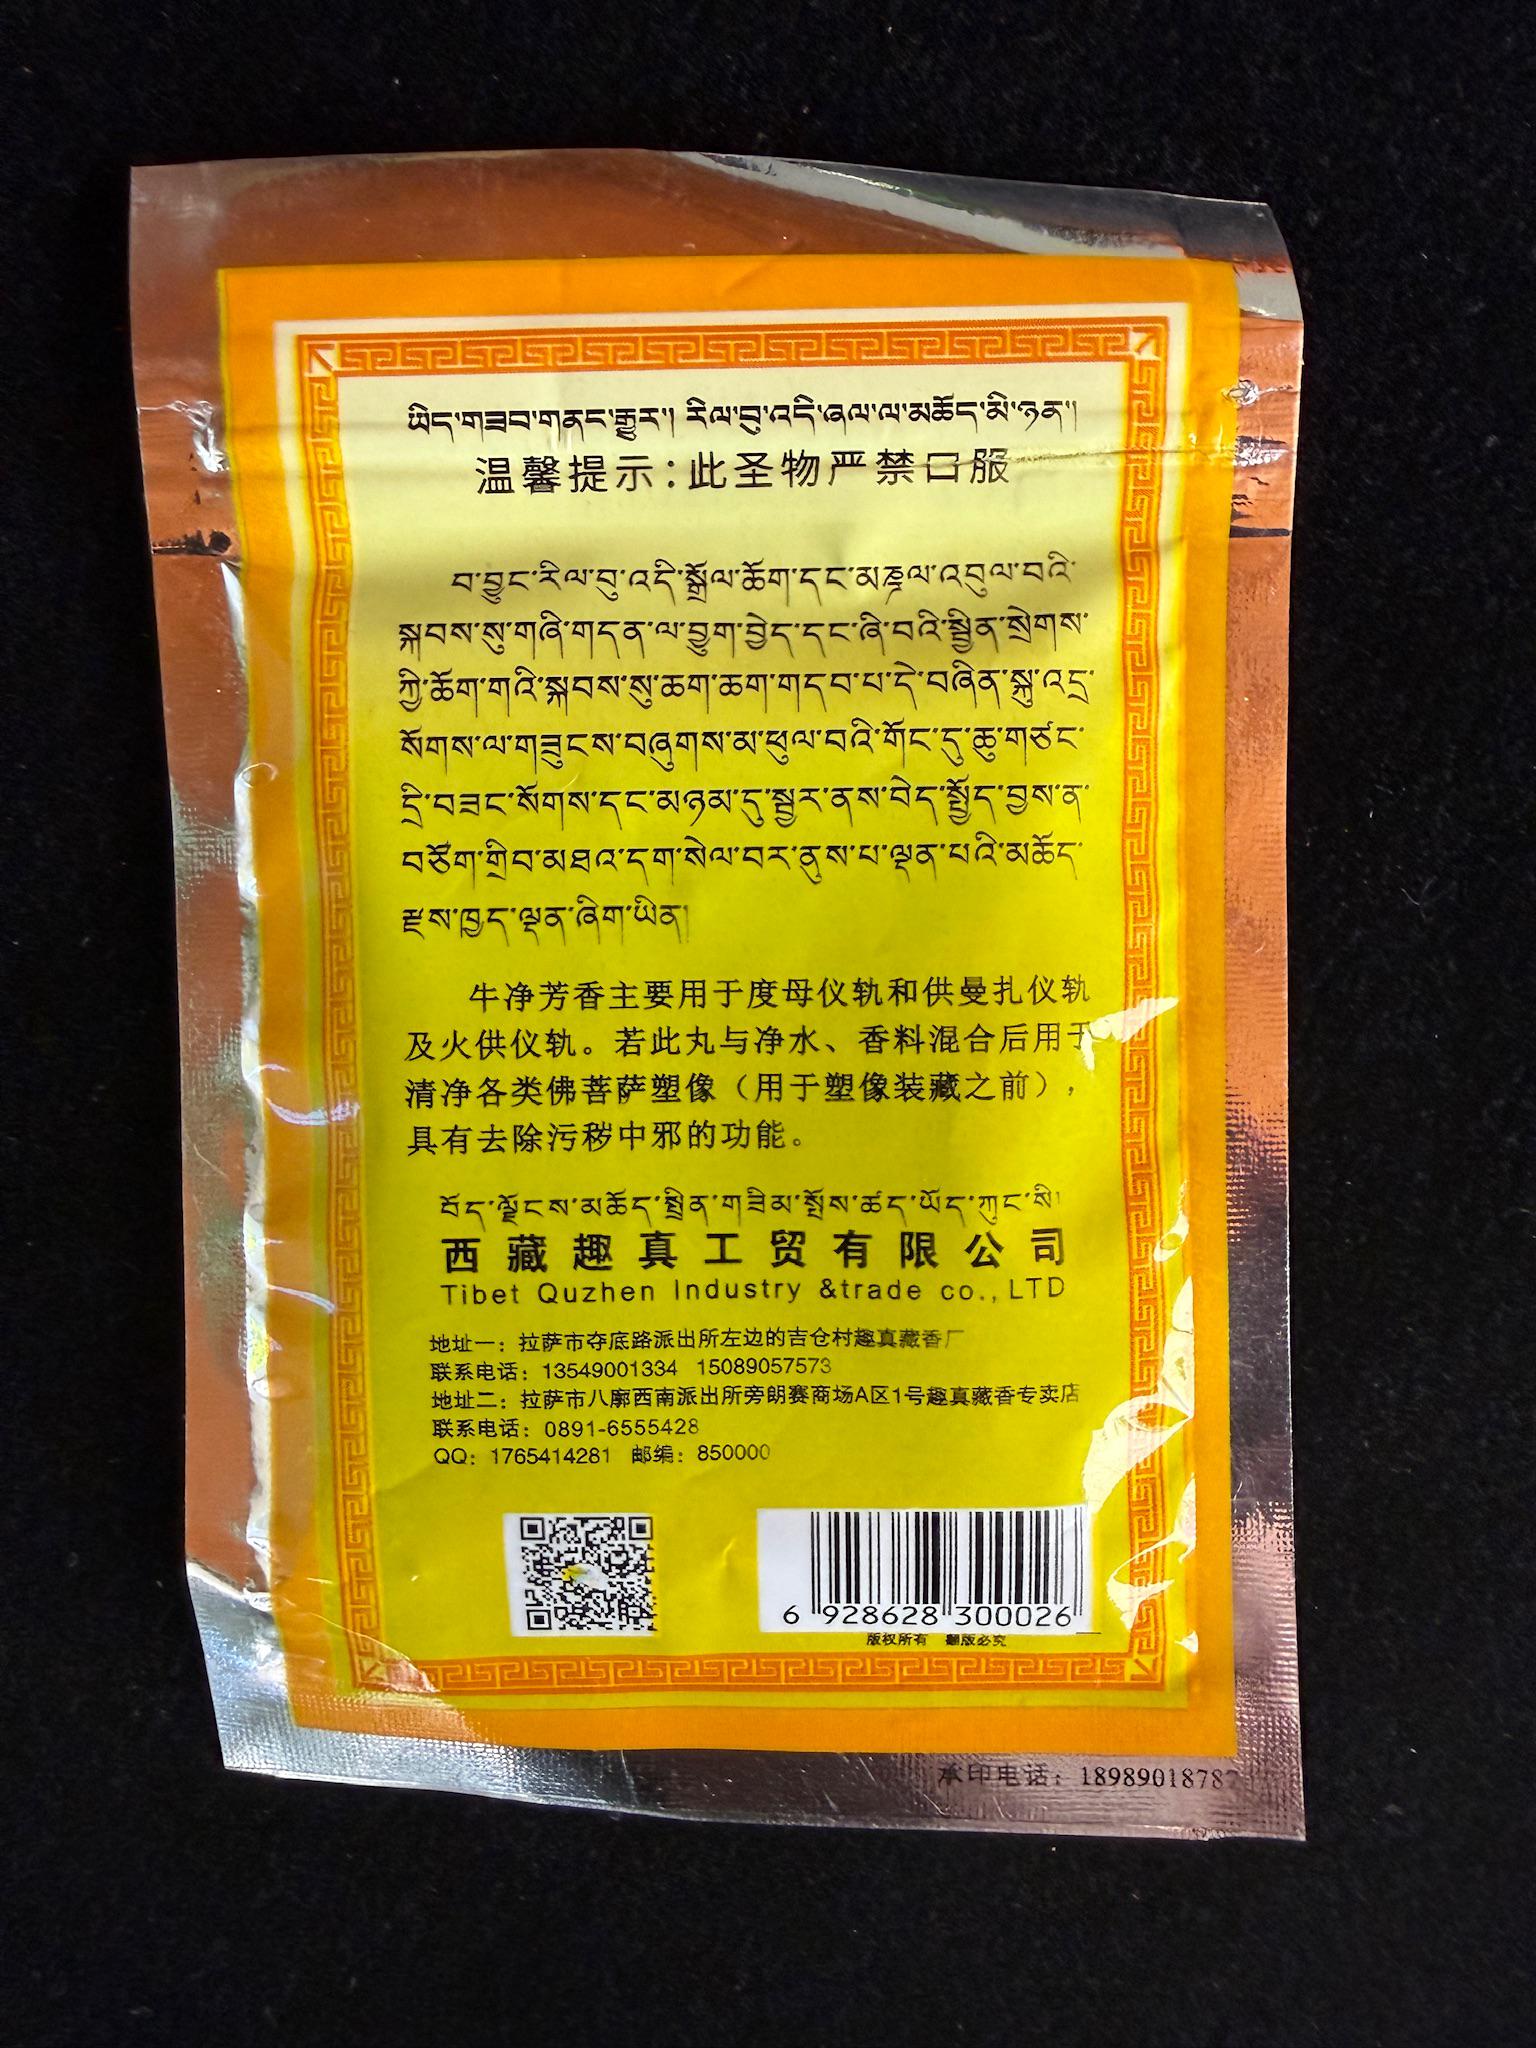 ཡིད་གཟབ་གནང་རྒྱུར། རིལ་བུ་འདི་ཞལ་ལ་མཆོད་མི་ཉན།
温馨提示：此圣物严禁口服
བ་བྱུང་རིལ་བུ་འདི་སྒྲོལ་ཆོག་དང་མཎྜལ་འབུལ་བའི་
སྐབས་སུ་གཞི་གདན་ལ་བྱུག་བྱེད་དང་ཞི་བའི་སྦྱིན་སྲེགས་
ཀྱི་ཆོག་གའི་སྐབས་སུ་ཆག་ཆག་གདབ་པ་དེ་བཞིན་སྐུ་འདྲ་
སོགས་ལ་གཟུངས་བཞུགས་མ་ཕུལ་བའི་གོང་དུ་ཆུ་གཙང་
དྲི་བཟང་སོགས་དང་མཉམ་དུ་སྦྱར་ནས་བེད་སྤྱོད་བྱས་ན་
བཙོག་གྲིབ་མཐའ་དག་སེལ་བར་ནུས་པ་ལྡན་པའི་མཆོད་
རྫས་ཁྱད་ལྡན་ཞིག་ཡིན།
牛净芳香主要用于度母仪轨和供曼扎仪轨
及火供仪轨。若此丸与净水、香料混合后用于
清净各类佛菩萨塑像（用于塑像装藏之前），
具有去除污秽中邪的功能。
བོད་ལྗོངས་མཆོད་སྤྲིན་གཟིམ་སྤོས་ཚད་ཡོད་ཀུང་སི།
西藏趣真工贸有限公司
Tibet Quzhen Industry &trade co., LTD
地址一：拉萨市夺底路派出所左边的吉仓村趣真藏香厂
联系电话：13549001334 15089057573
地址二：拉萨市八廓西南派出所旁朗赛商场A区1号趣真藏香专卖店
联系电话：0891-6555428
QQ：1765414281 邮编：850000
6 928628 300026
版权所有 翻版必究
承印电话：18989018787